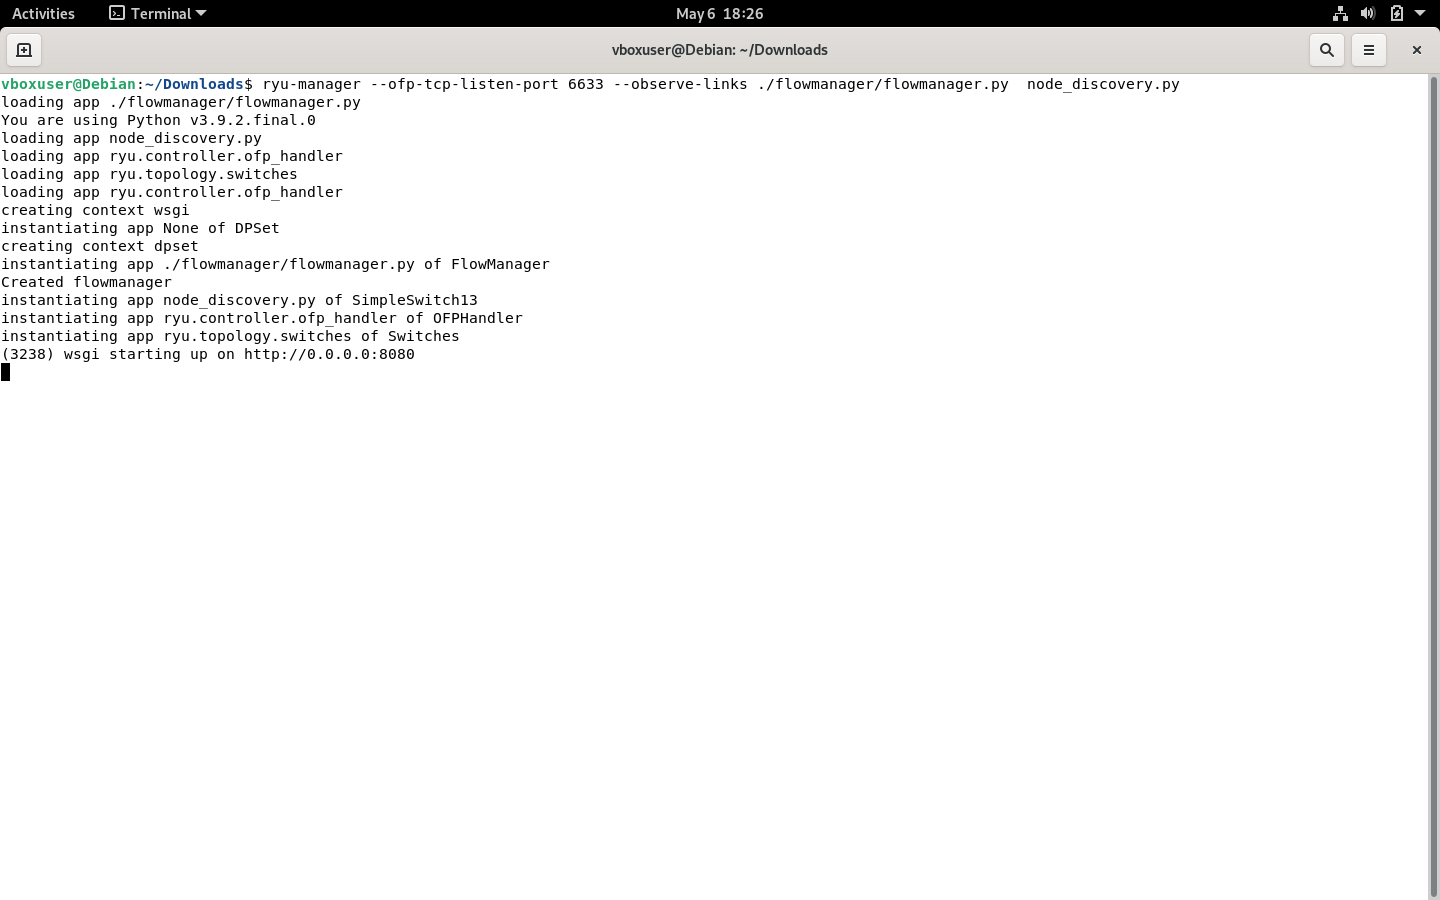 Activities Terminal May 6 18:26
vboxuser@Debian: ~/Downloads
vboxuser@Debian:~/Downloads$ ryu-manager --ofp-tcp-listen-port 6633 --observe-links ./flowmanager/flowmanager.py  node_discovery.py
loading app ./flowmanager/flowmanager.py
You are using Python v3.9.2.final.0
loading app node_discovery.py
loading app ryu.controller.ofp_handler
loading app ryu.topology.switches
loading app ryu.controller.ofp_handler
creating context wsgi
instantiating app None of DPSet
creating context dpset
instantiating app ./flowmanager/flowmanager.py of FlowManager
Created flowmanager
instantiating app node_discovery.py of SimpleSwitch13
instantiating app ryu.controller.ofp_handler of OFPHandler
instantiating app ryu.topology.switches of Switches
(3238) wsgi starting up on http://0.0.0.0:8080